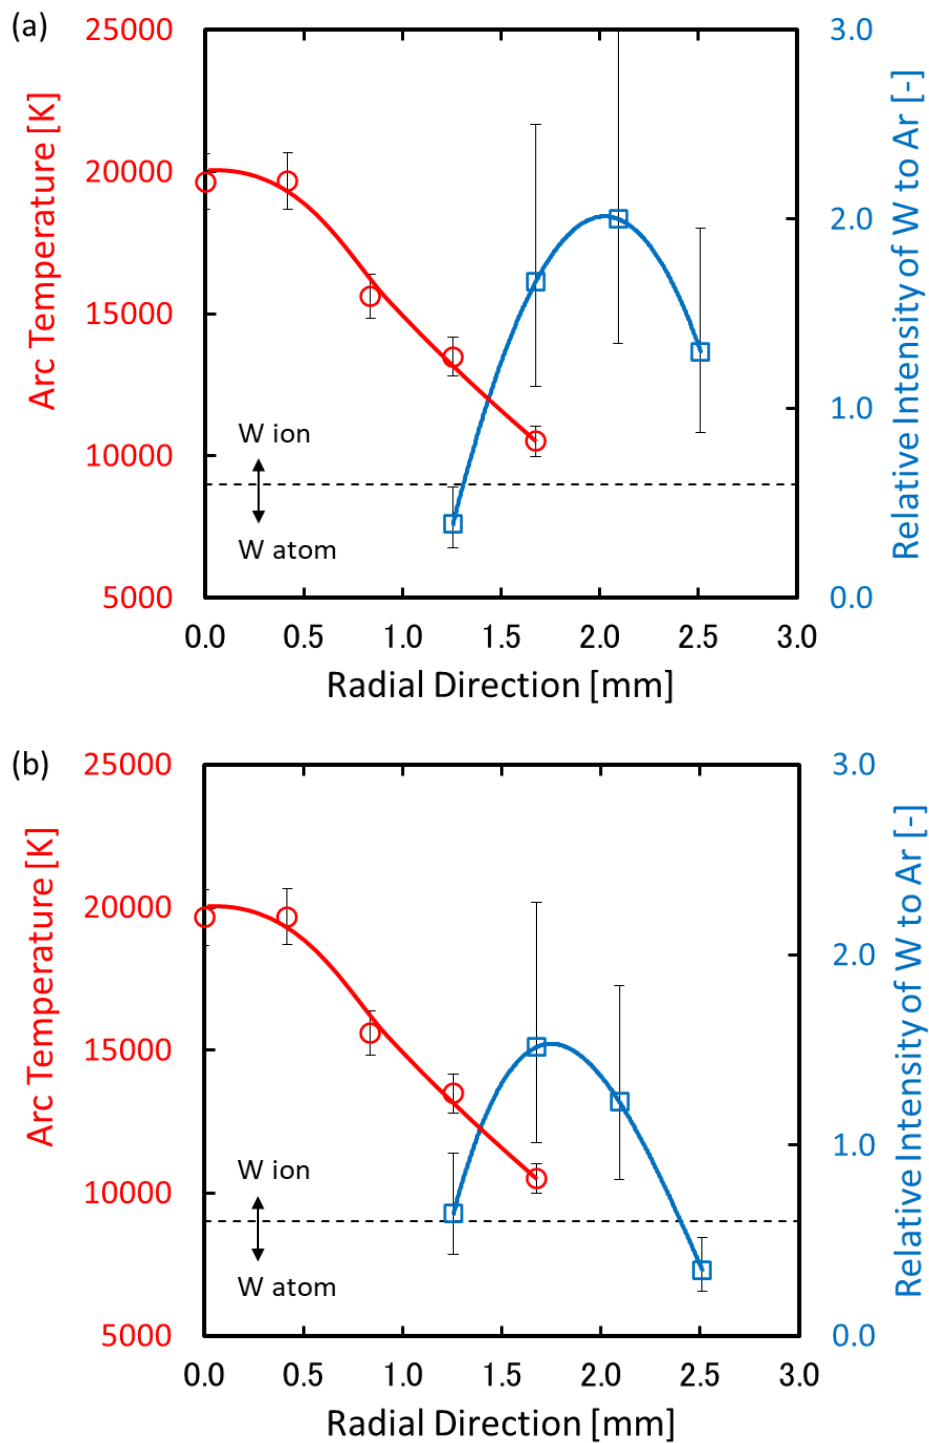 (a)
25000
20000
15000
10000
5000
Arc Temperature [K]
3.0
2.0
1.0
0.0
Relative Intensity of W to Ar [-]
W ion
W atom
0.0 0.5 1.0 1.5 2.0 2.5 3.0
Radial Direction [mm]
(b)
25000
20000
15000
10000
5000
Arc Temperature [K]
3.0
2.0
1.0
0.0
Relative Intensity of W to Ar [-]
W ion
W atom
0.0 0.5 1.0 1.5 2.0 2.5 3.0
Radial Direction [mm]